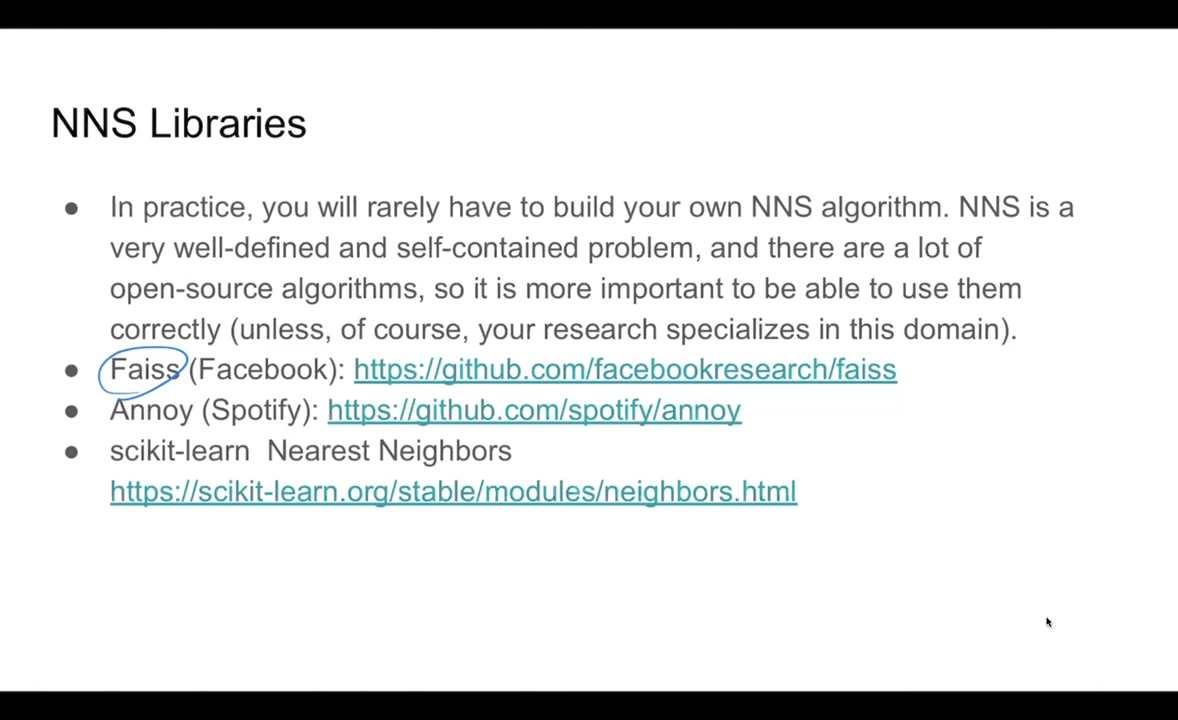 NNS Libraries
● In practice, you will rarely have to build your own NNS algorithm. NNS is a
very well-defined and self-contained problem, and there are a lot of
open-source algorithms, so it is more important to be able to use them
correctly (unless, of course, your research specializes in this domain).
● Faiss (Facebook): https://github.com/facebookresearch/faiss
● Annoy (Spotify): https://github.com/spotify/annoy
● scikit-learn  Nearest Neighbors
https://scikit-learn.org/stable/modules/neighbors.html